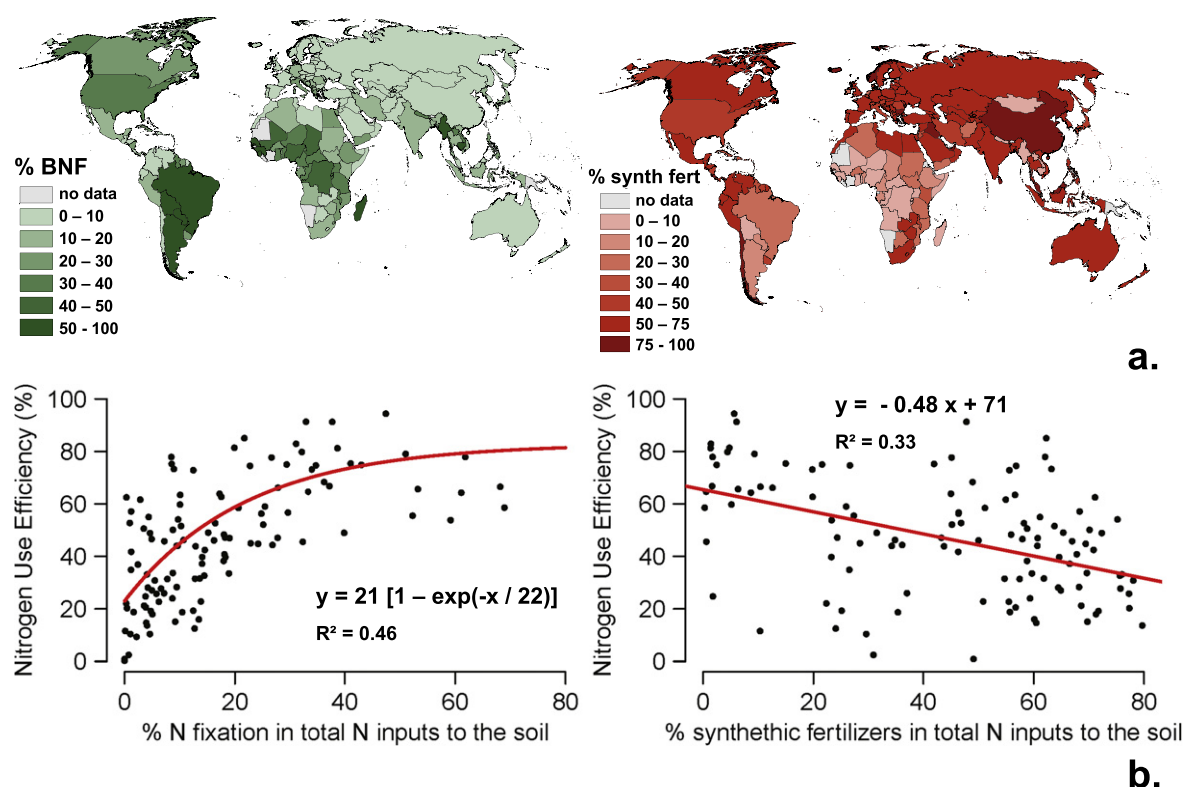 % BNF
no data
0 – 10
10 – 20
20 – 30
30 – 40
40 – 50
50 - 100
% synth fert
no data
0 – 10
10 – 20
20 – 30
30 – 40
40 – 50
50 – 75
75 - 100
a.
Nitrogen Use Efficiency (%)
100
80
60
40
20
0
y = 21 [1 – exp(-x / 22)]
R² = 0.46
0 20 40 60 80
% N fixation in total N inputs to the soil
Nitrogen Use Efficiency (%)
100
80
60
40
20
0
y = - 0.48 x + 71
R² = 0.33
0 20 40 60 80
% synthethic fertilizers in total N inputs to the soil
b.